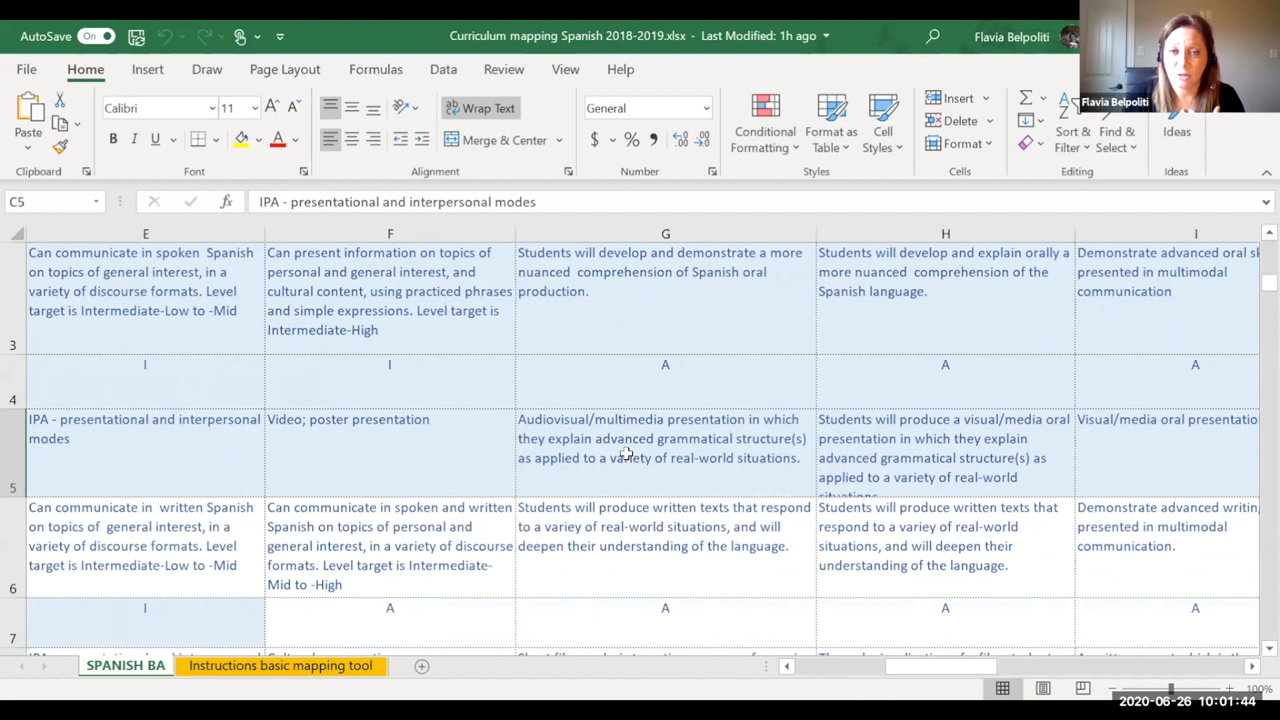 AutoSave On
Curriculum mapping Spanish 2018-2019.xlsx - Last Modified: 1h ago
Flavia Belpoliti
Flavia Belpoliti
File Home Insert Draw Page Layout Formulas Data Review View Help
Paste
Calibri 11
B I U
Wrap Text
Merge & Center
General
$ %
Conditional
Formatting
Format as
Table
Cell
Styles
Insert
Delete
Format
Sort &
Filter
Find &
Select
Ideas
Clipboard Font Alignment Number Styles Cells Editing Ideas
C5 fx IPA - presentational and interpersonal modes
E F G H I
3
Can communicate in spoken Spanish
on topics of general interest, in a
variety of discourse formats. Level
target is Intermediate-Low to -Mid
Can present information on topics of
personal and general interest, and
cultural content, using practiced phrases
and simple expressions. Level target is
Intermediate-High
Students will develop and demonstrate a more
nuanced comprehension of Spanish oral
production.
Students will develop and explain orally a
more nuanced comprehension of the
Spanish language.
Demonstrate advanced oral
presented in multimodal
communication
4
I I A A A
5
IPA - presentational and interpersonal
modes
Video; poster presentation
Audiovisual/multimedia presentation in which
they explain advanced grammatical structure(s)
as applied to a variety of real-world situations.
Students will produce a visual/media oral
presentation in which they explain
advanced grammatical structure(s) as
applied to a variety of real-world
Visual/media oral presentatio
6
Can communicate in written Spanish
on topics of general interest, in a
variety of discourse formats. Level
target is Intermediate-Low to -Mid
Can communicate in spoken and written
Spanish on topics of personal and
general interest, in a variety of discourse
formats. Level target is Intermediate-
Mid to -High
Students will produce written texts that respond
to a variey of real-world situations, and will
deepen their understanding of the language.
Students will produce written texts that
respond to a variey of real-world
situations, and will deepen their
understanding of the language.
Demonstrate advanced writin
presented in multimodal
communication.
7
I A A A A
SPANISH BA Instructions basic mapping tool
100%
2020-06-26 10:01:44